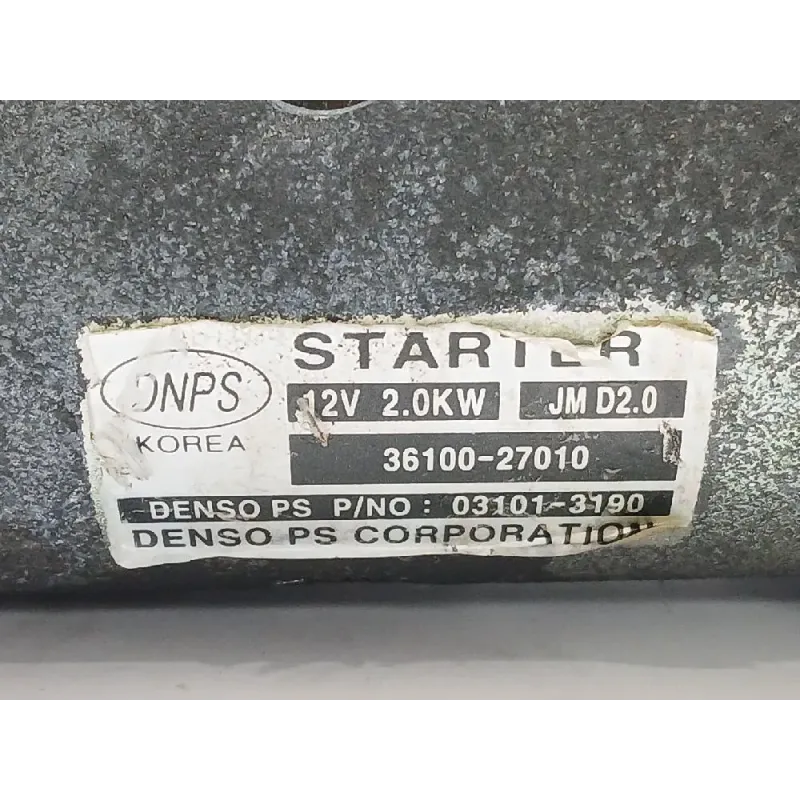 STARTER
DNPS
KOREA
12V 2.0KW JM D2.0
36100-27010
DENSO PS P/NO : 03101-3190
DENSO PS CORPORATION